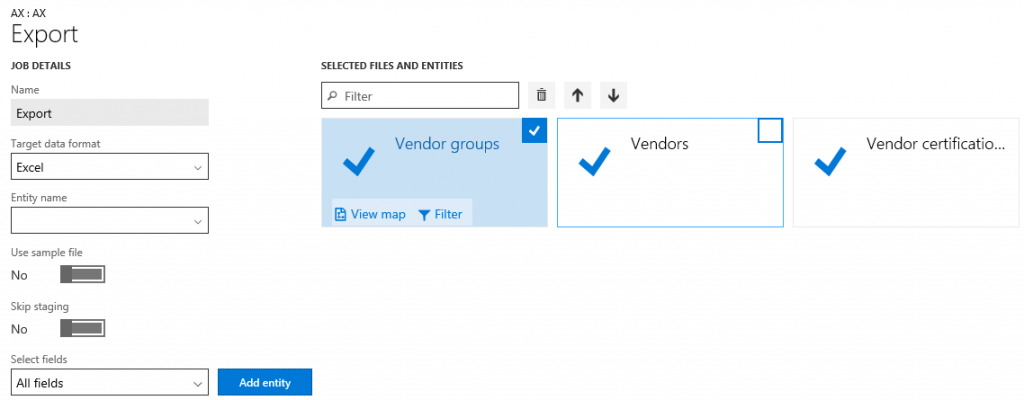 AX : AX
Export
JOB DETAILS
Name
Export
Target data format
Excel
Entity name
Use sample file
No
Skip staging
No
Select fields
All fields
Add entity
SELECTED FILES AND ENTITIES
Filter
Vendor groups
View map Filter
Vendors
Vendor certificatio...